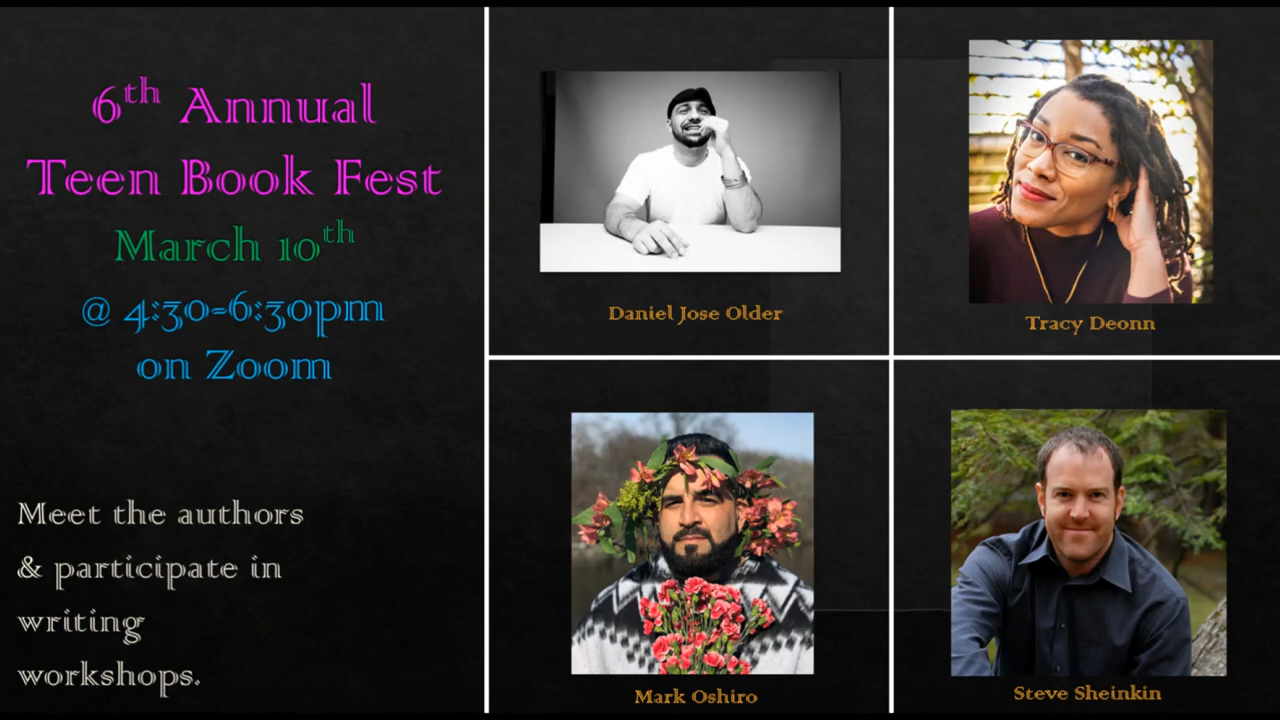 6th Annual
Teen Book Fest
March 10th
@ 4:30-6:30pm
on Zoom
Meet the authors
& participate in
writing
workshops.
Daniel Jose Older
Tracy Deonn
Mark Oshiro
Steve Sheinkin